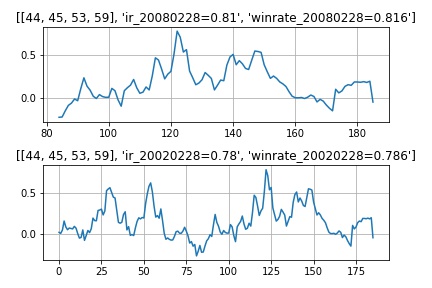 [[44, 45, 53, 59], 'ir_20080228=0.81', 'winrate_20080228=0.816']
0.5
0.0
80 100 120 140 160 180
[[44, 45, 53, 59], 'ir_20020228=0.78', 'winrate_20020228=0.786']
0.5
0.0
0 25 50 75 100 125 150 175